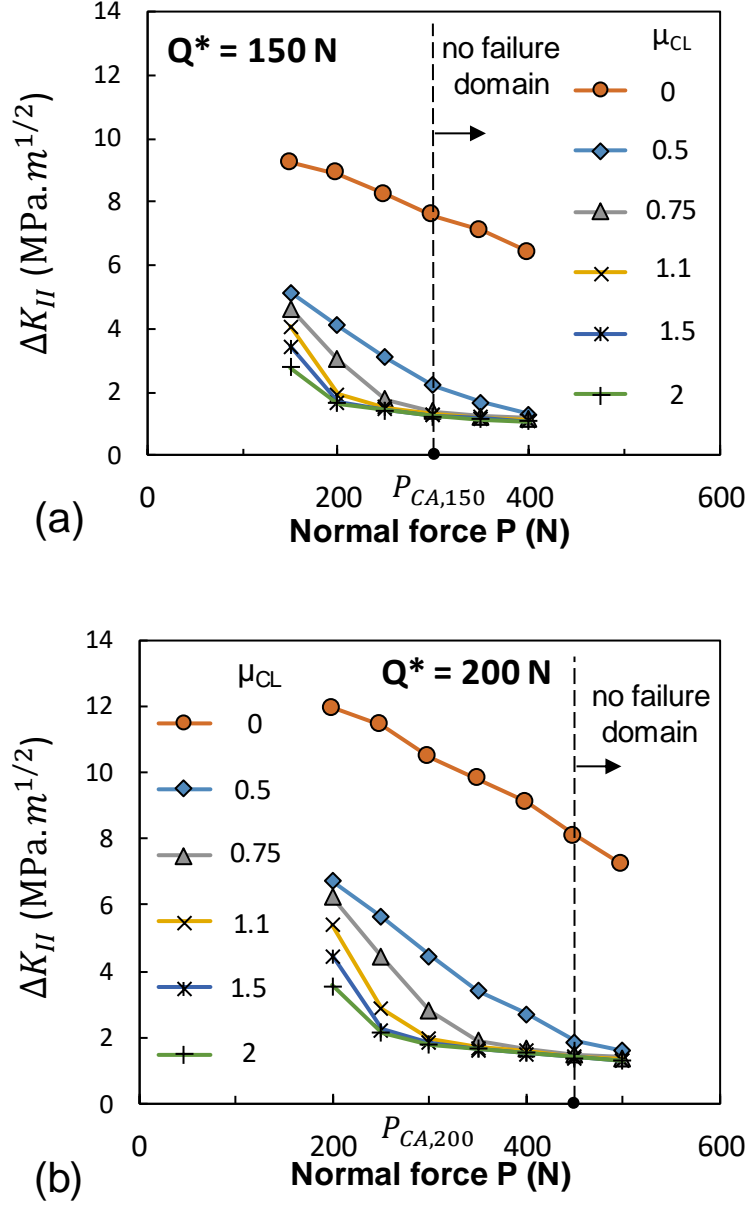 14
12
10
8
6
4
2
0
ΔK_II (MPa.m^1/2)
Q* = 150 N
no failure
domain
μCL
0
0.5
0.75
1.1
1.5
2
0
200
400
600
P_CA,150
Normal force P (N)
(a)
14
12
10
8
6
4
2
0
ΔK_II (MPa.m^1/2)
Q* = 200 N
no failure
domain
μCL
0
0.5
0.75
1.1
1.5
2
0
200
400
600
P_CA,200
Normal force P (N)
(b)